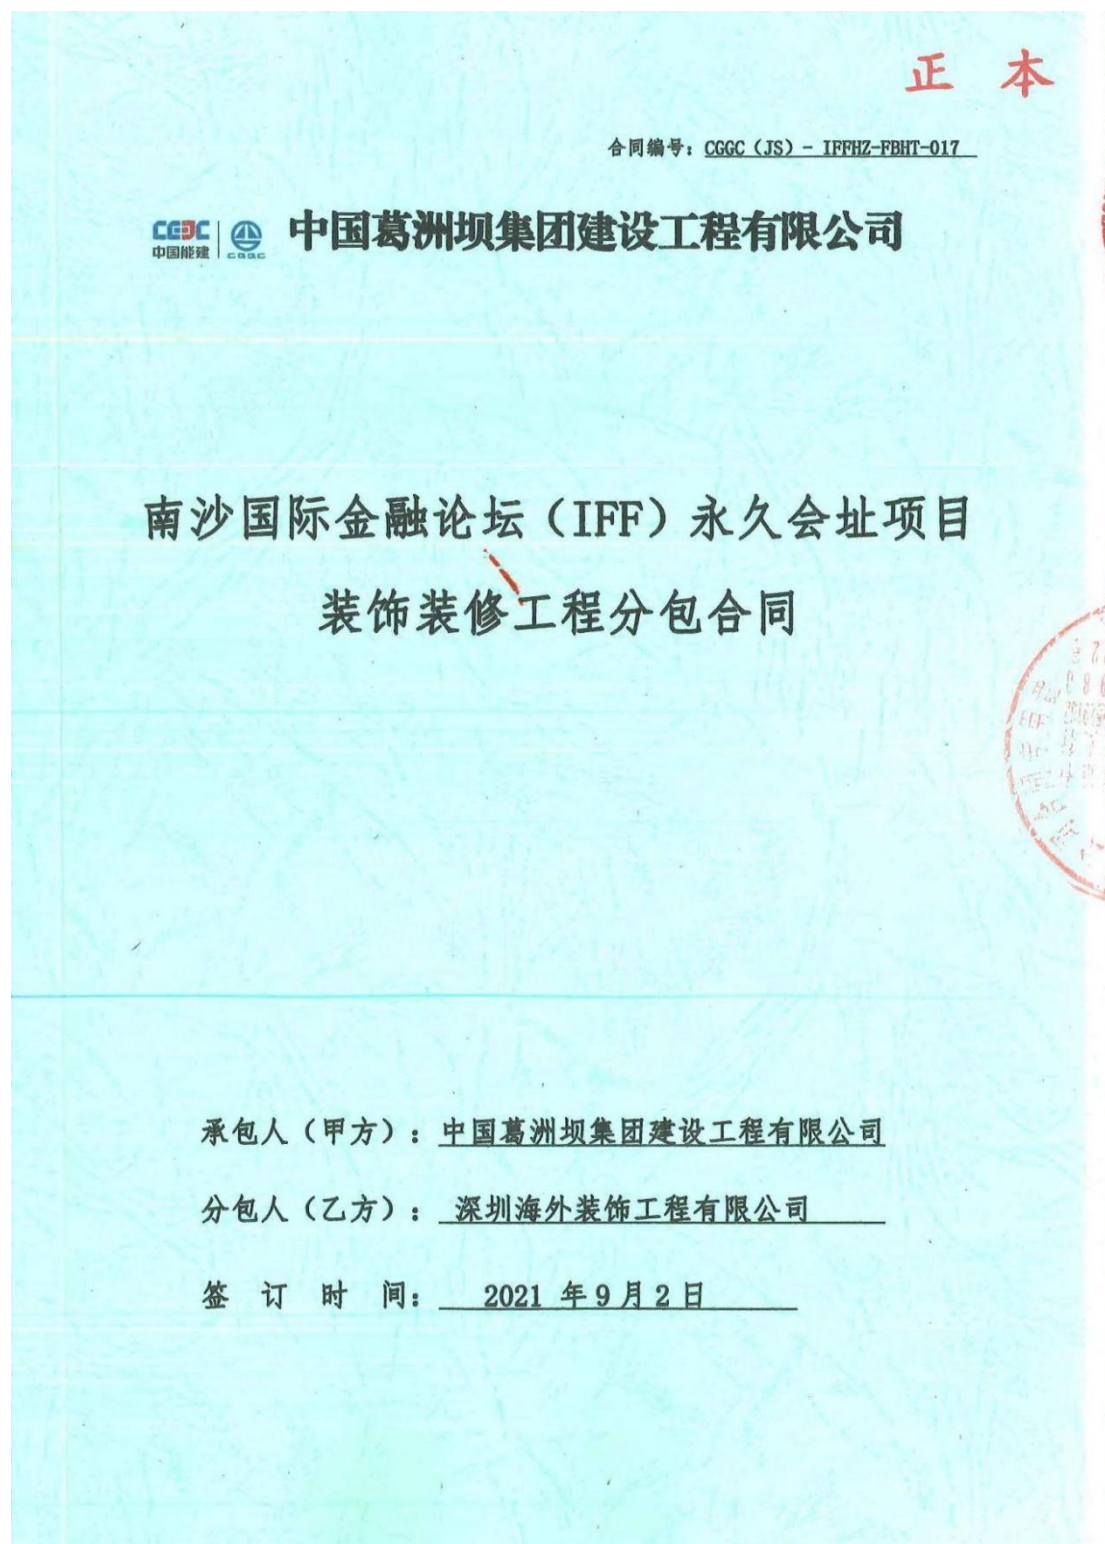 正 本
合同编号：CGGC（JS）- IFFHZ-FBHT-017
CEEC 中国能建 CGGC 中国葛洲坝集团建设工程有限公司
南沙国际金融论坛（IFF）永久会址项目
装饰装修工程分包合同
承包人（甲方）：中国葛洲坝集团建设工程有限公司
分包人（乙方）：深圳海外装饰工程有限公司
签 订 时 间：2021 年 9 月 2 日